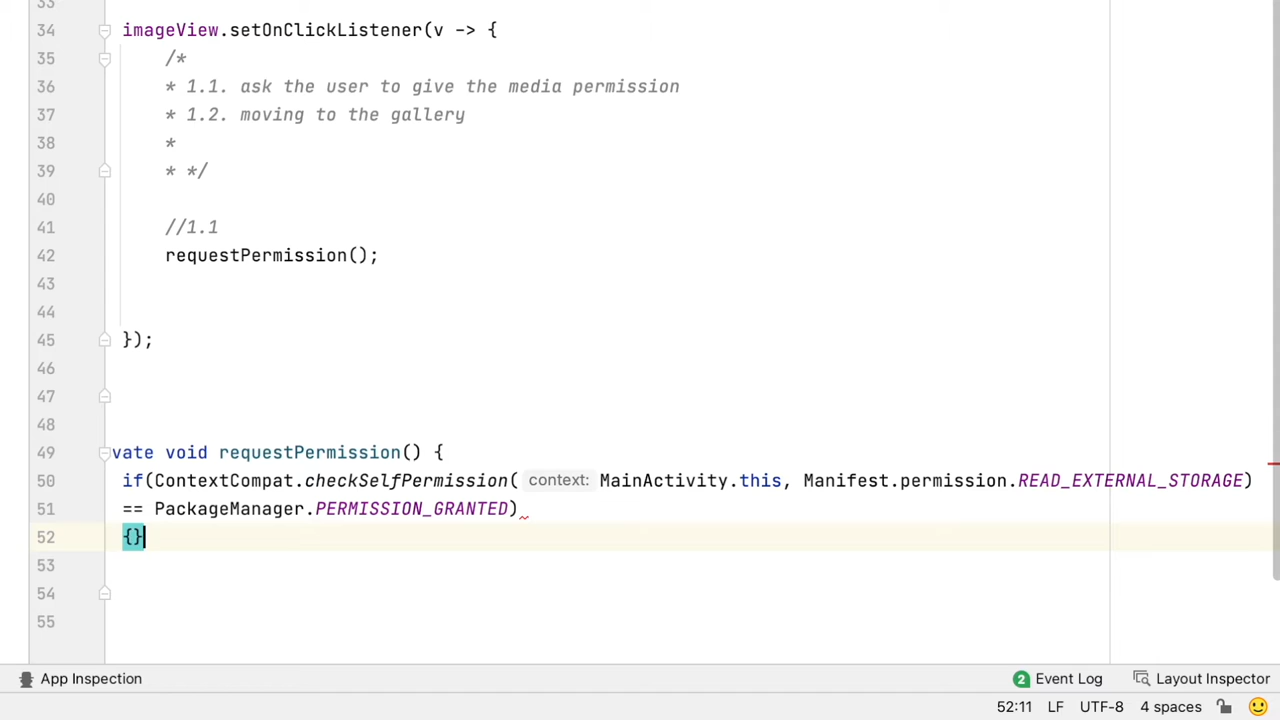 33
34 imageView.setOnClickListener(v -> {
35 /*
36 * 1.1. ask the user to give the media permission
37 * 1.2. moving to the gallery
38 *
39 * */
40
41 //1.1
42 requestPermission();
43
44
45 });
46
47
48
49 vate void requestPermission() {
50 if(ContextCompat.checkSelfPermission( context: MainActivity.this, Manifest.permission.READ_EXTERNAL_STORAGE)
51 == PackageManager.PERMISSION_GRANTED)
52 {}
53
54
55
App Inspection 2 Event Log Layout Inspector
52:11 LF UTF-8 4 spaces